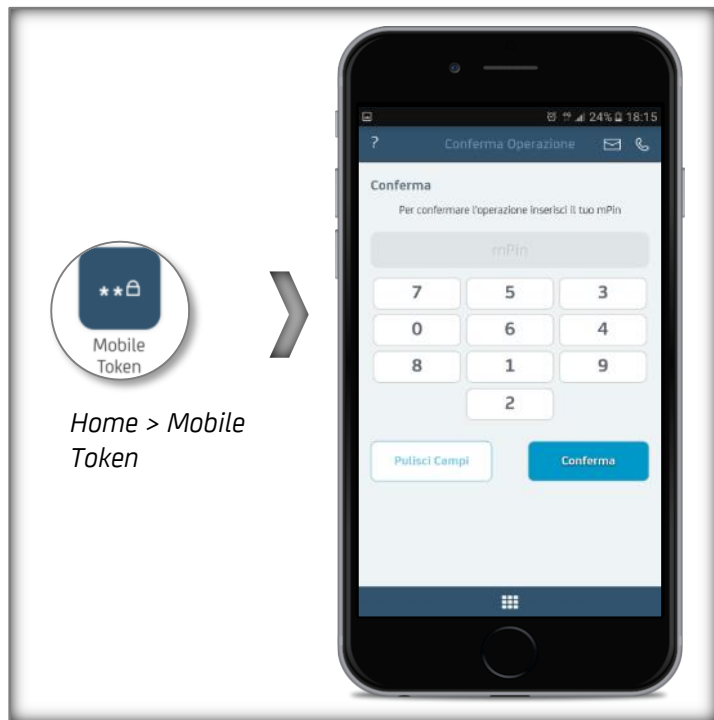 24% 18:15
? Conferma Operazione
Conferma
Per confermare l'operazione inserisci il tuo mPin
mPin
7 5 3
0 6 4
8 1 9
2
Pulisci Campi Conferma
**
Mobile
Token
Home > Mobile
Token